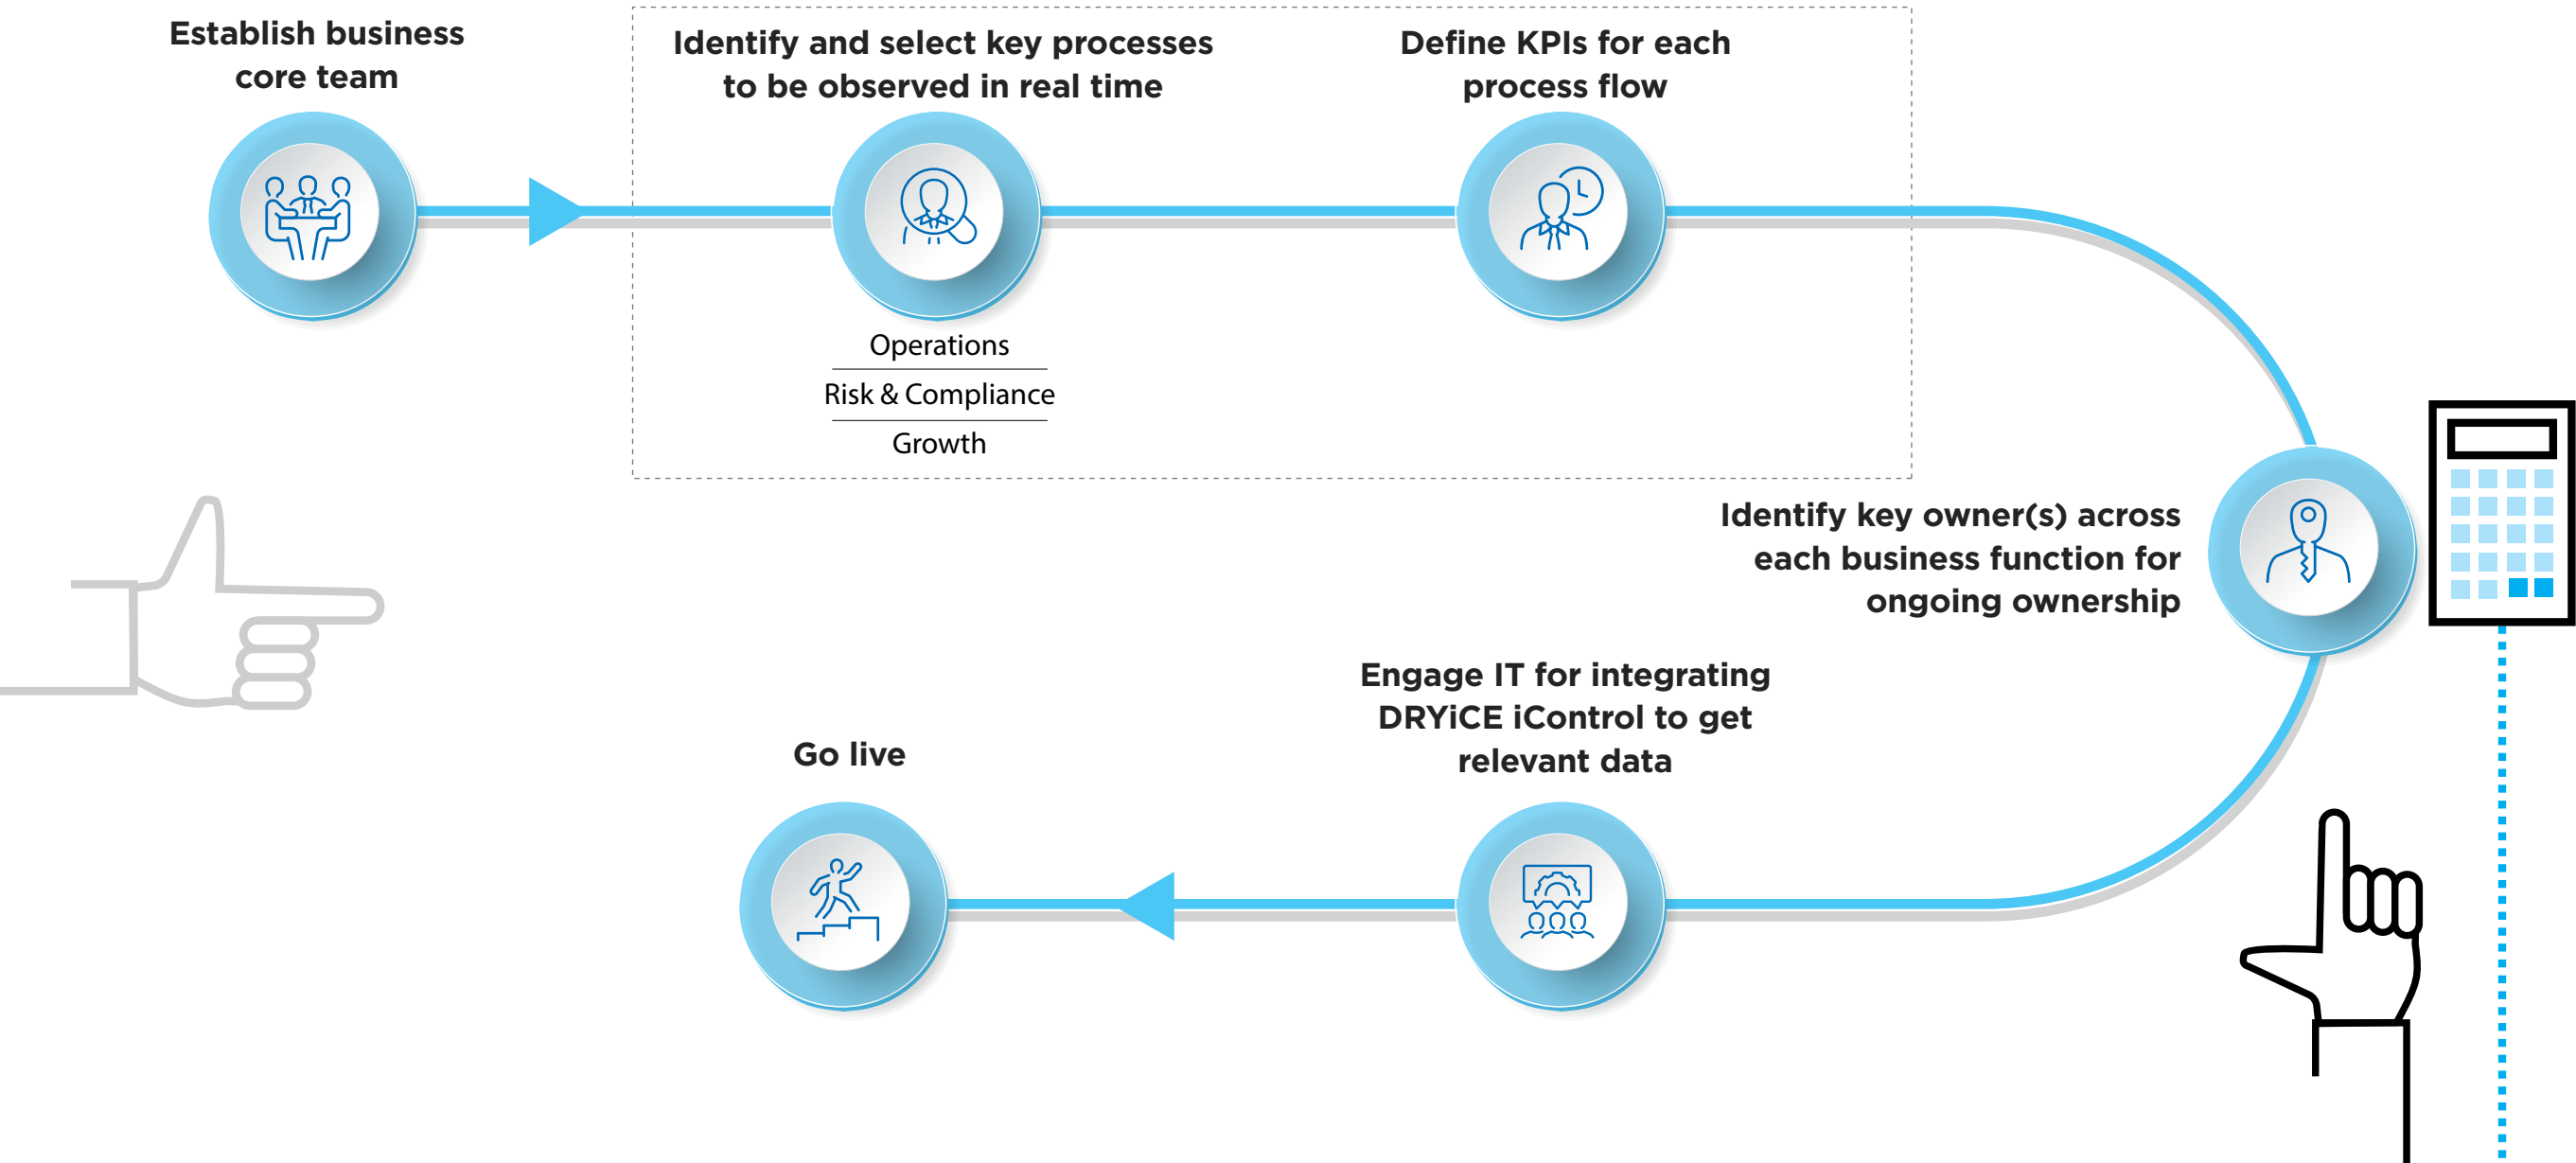 Establish business
core team
Identify and select key processes
to be observed in real time
Define KPIs for each
process flow
Operations
Risk & Compliance
Growth
Identify key owner(s) across
each business function for
ongoing ownership
Engage IT for integrating
DRYiCE iControl to get
relevant data
Go live